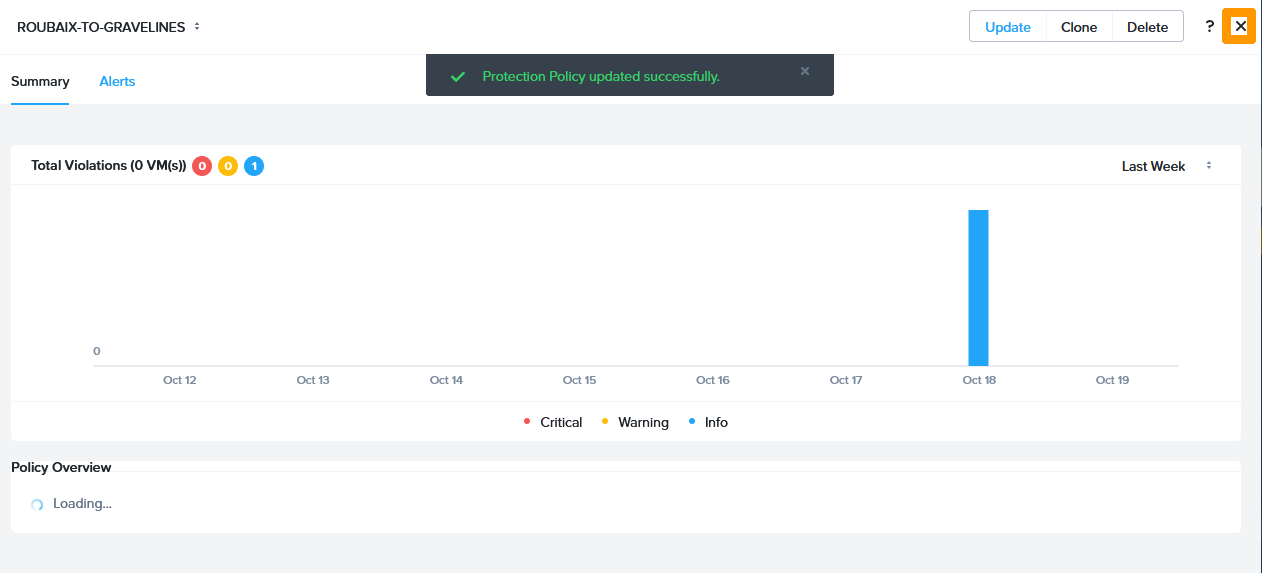 ROUBAIX-TO-GRAVELINES
Update Clone Delete ?
Summary Alerts
Protection Policy updated successfully.
Total Violations (0 VM(s)) 0 0 1
Last Week
0
Oct 12 Oct 13 Oct 14 Oct 15 Oct 16 Oct 17 Oct 18 Oct 19
Critical Warning Info
Policy Overview
Loading...